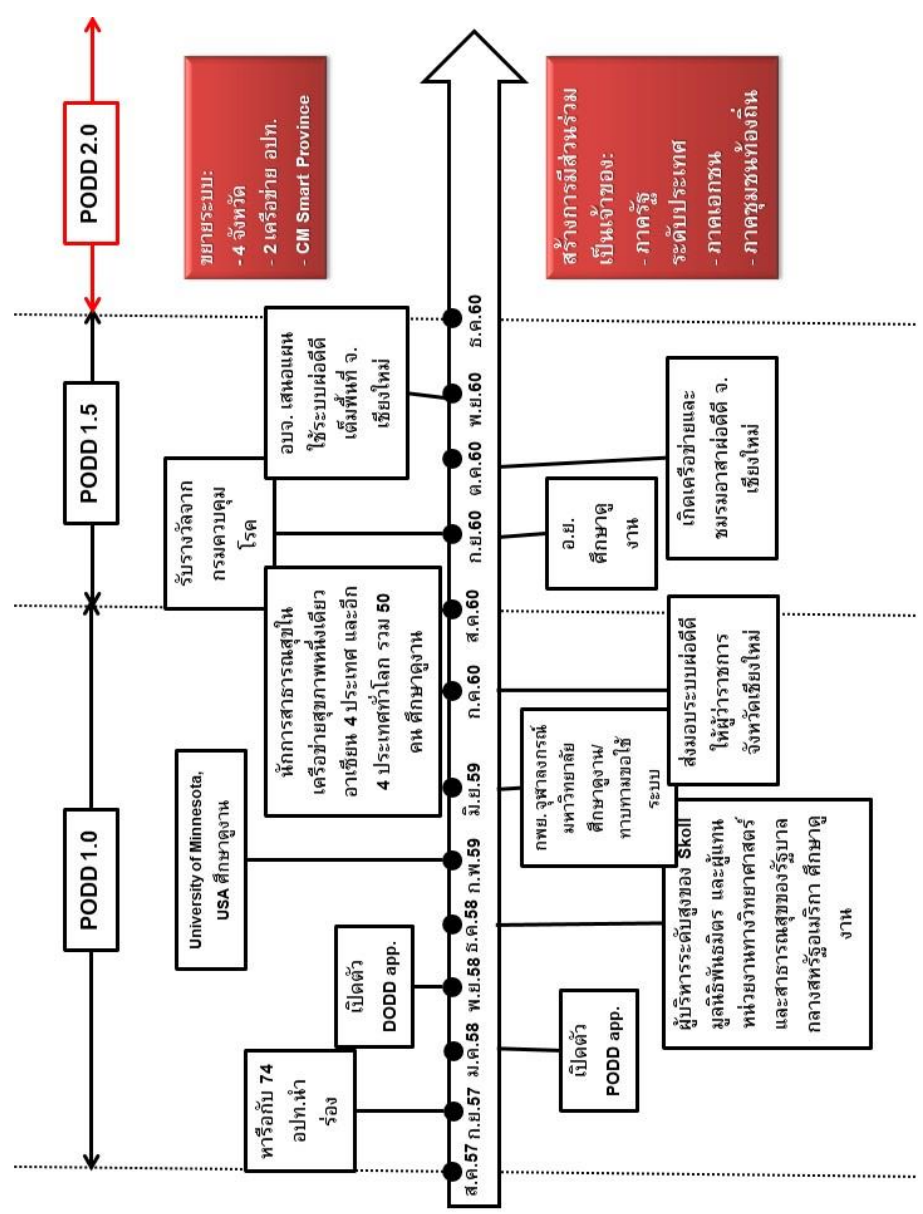 PODD 1.0
PODD 1.5
PODD 2.0
หารือกับ 74
อปท.นำ
ร่อง
เปิดตัว
DODD app.
University of Minnesota,
USA ศึกษาดูงาน
นักการสาธารณสุขใน
เครือข่ายสุขภาพหนึ่งเดียว
อาเซียน 4 ประเทศ และอีก
4 ประเทศทั่วโลก รวม 50
คน ศึกษาดูงาน
รับรางวัลจาก
กรมควบคุม
โรค
อบจ. เสนอแผน
ใช้ระบบผ่อดีดี
เต็มพื้นที่ จ.
เชียงใหม่
ขยายระบบ:
- 4 จังหวัด
- 2 เครือข่าย อปท.
- CM Smart Province
ส.ค.57 ก.ย.57 ม.ค.58 พ.ย.58 ธ.ค.58 ก.พ.59 มิ.ย.59 ก.ค.60 ส.ค.60 ก.ย.60 ต.ค.60 พ.ย.60 ธ.ค.60
เปิดตัว
PODD app.
ผู้บริหารระดับสูงของ Skoll
มูลนิธิพันธมิตร และผู้แทน
หน่วยงานทางวิทยาศาสตร์
และสาธารณสุขของรัฐบาล
กลางสหรัฐอเมริกา ศึกษาดู
งาน
กพย. จุฬาลงกรณ์
มหาวิทยาลัย
ศึกษาดูงาน/
ทาบทามขอใช้
ระบบ
ส่งมอบระบบผ่อดีดี
ให้ผู้ว่าราชการ
จังหวัดเชียงใหม่
อ.ย.
ศึกษาดู
งาน
เกิดเครือข่ายและ
ชมรมอาสาผ่อดีดี จ.
เชียงใหม่
สร้างการมีส่วนร่วม
เป็นเจ้าของ:
- ภาครัฐ
ระดับประเทศ
- ภาคเอกชน
- ภาคชุมชนท้องถิ่น